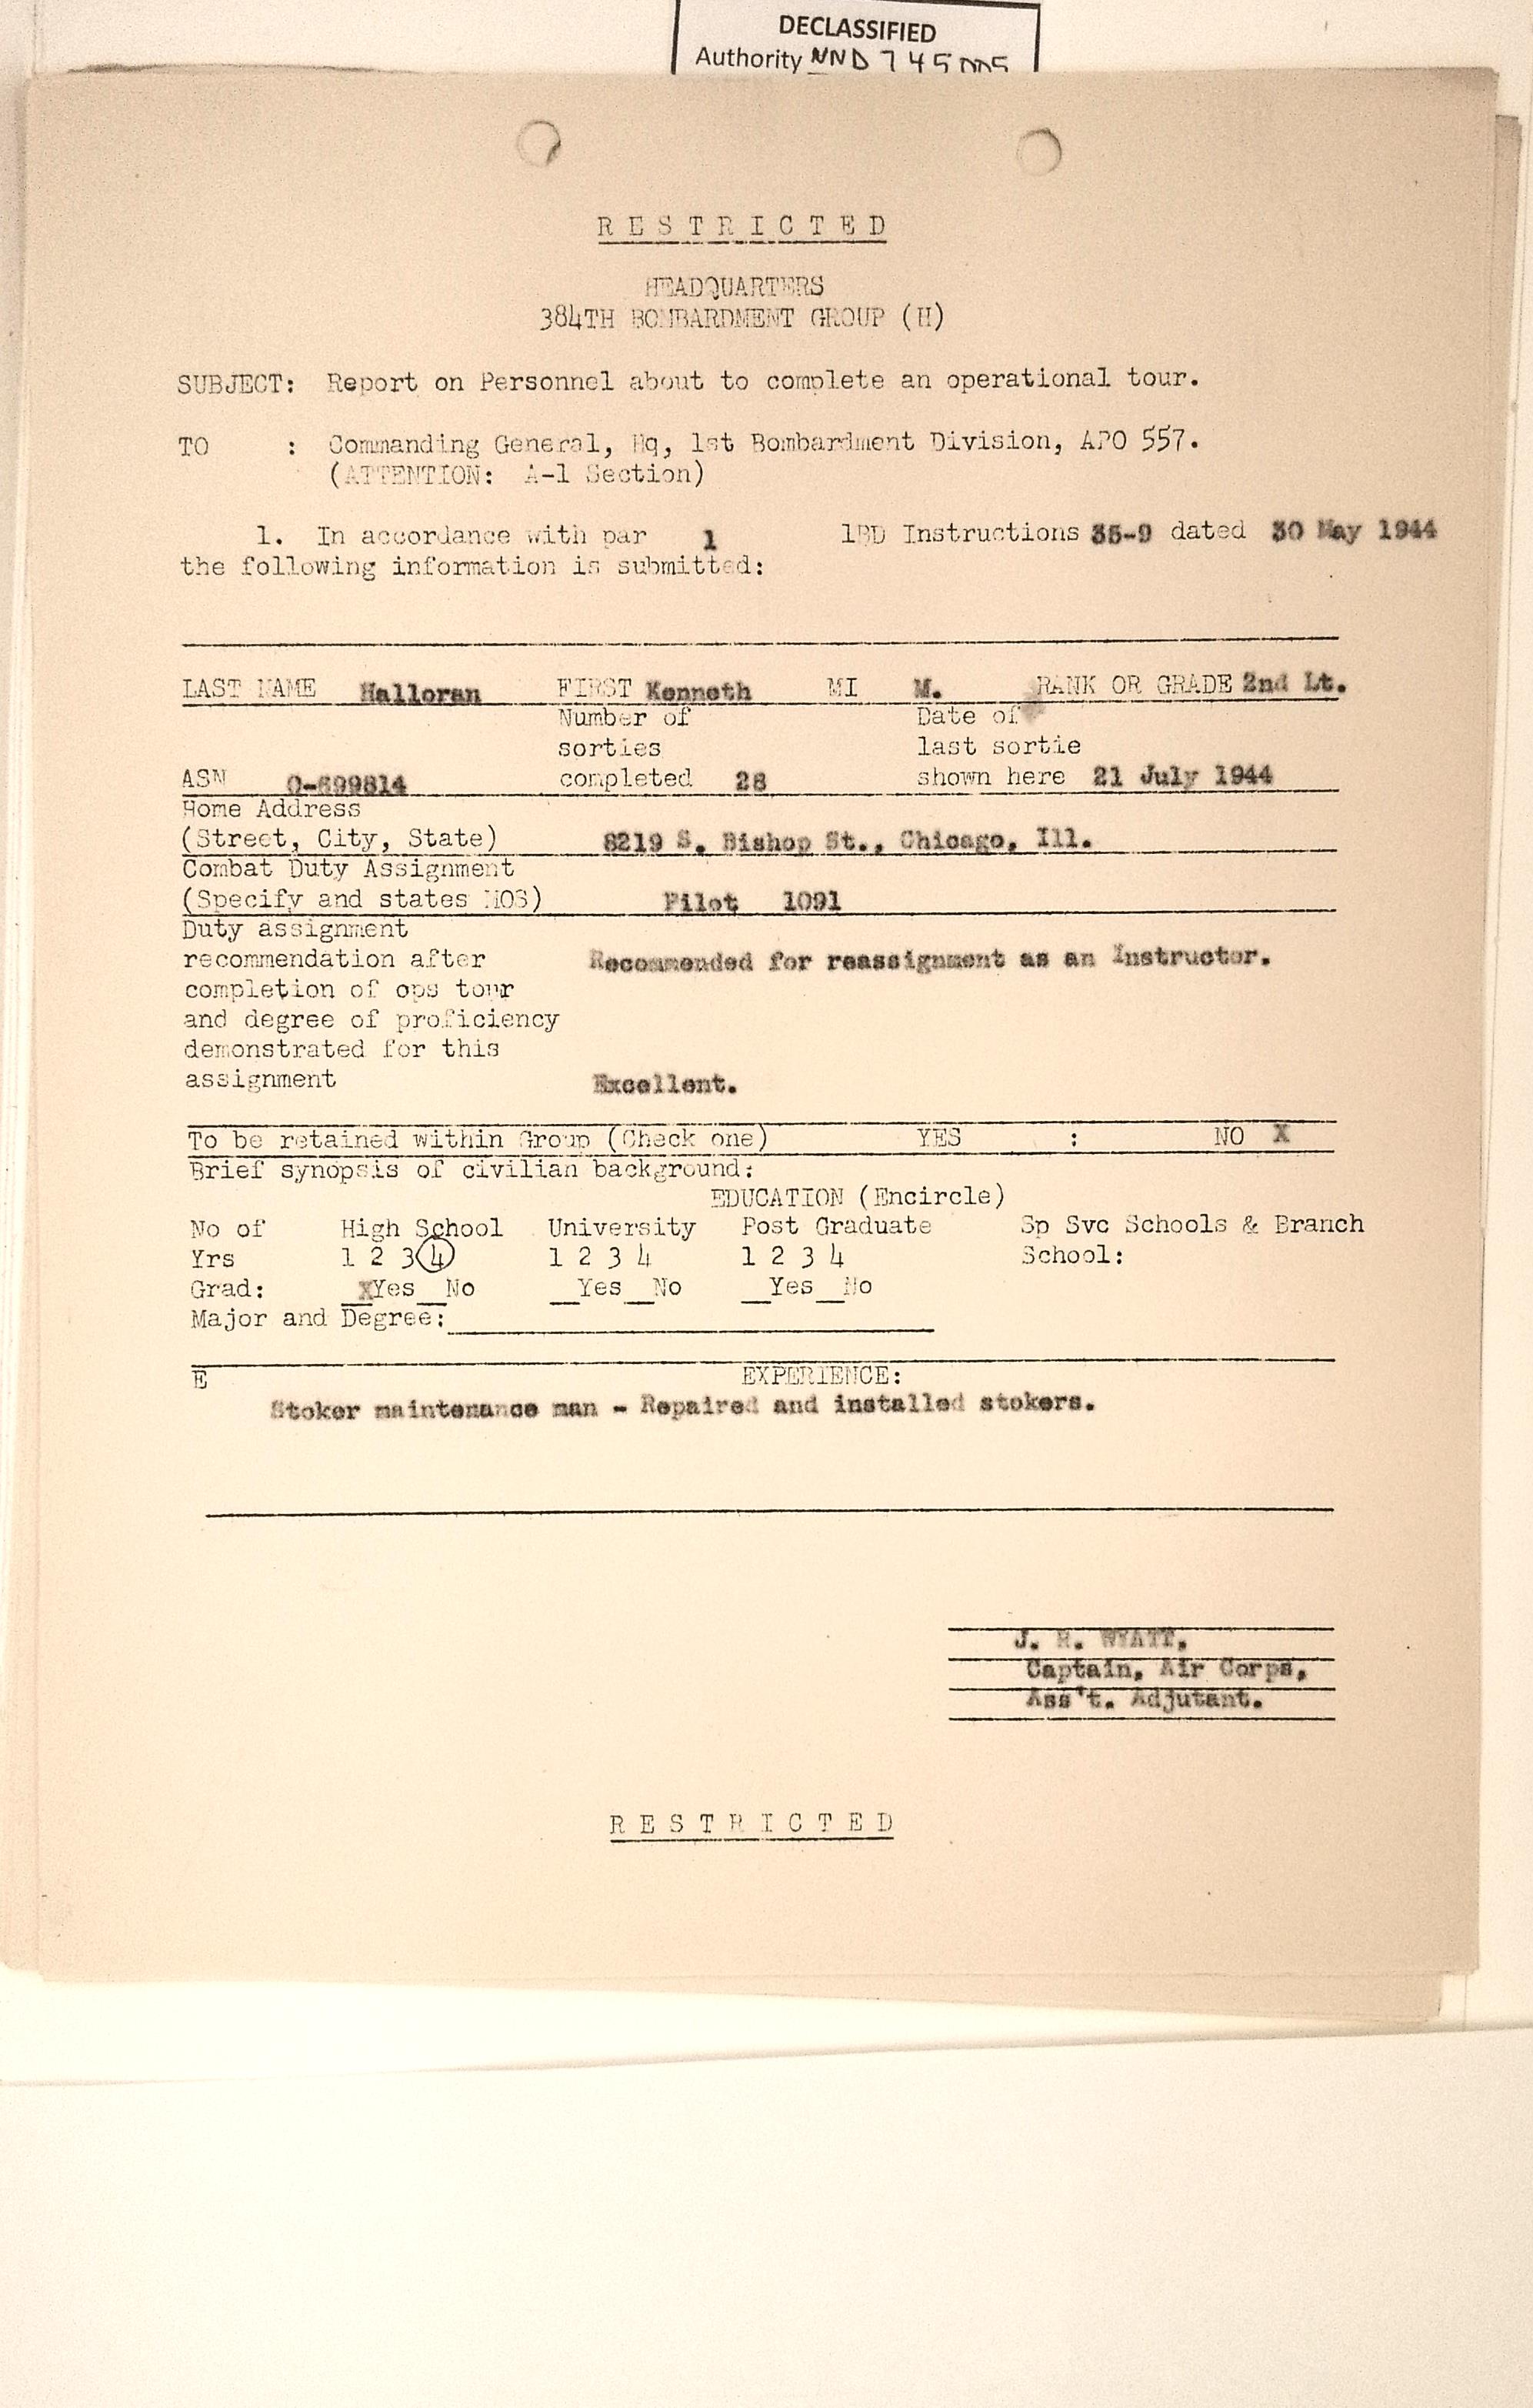 DECLASSIFIED
Authority NND 745005
RESTRICTED
HEADQUARTERS
384TH BOMBARDMENT GROUP (H)
SUBJECT: Report on Personnel about to complete an operational tour.
TO : Commanding General, Hq, 1st Bombardment Division, APO 557.
(ATTENTION: A-1 Section)
1. In accordance with par 1 1BD Instructions 35-9 dated 30 May 1944
the following information is submitted:
LAST NAME Halloran FIRST Kenneth MI M. RANK OR GRADE 2nd Lt.
Number of Date of
sorties last sortie
ASN O-699814 completed 28 shown here 21 July 1944
Home Address
(Street, City, State) 8219 S. Bishop St., Chicago, Ill.
Combat Duty Assignment
(Specify and states MOS) Pilot 1091
Duty assignment
recommendation after Recommended for reassignment as an Instructor.
completion of ops tour
and degree of proficiency
demonstrated for this
assignment Excellent.
To be retained within Group (Check one) YES : NO X
Brief synopsis of civilian background:
EDUCATION (Encircle)
No of High School University Post Graduate Sp Svc Schools & Branch
Yrs 1 2 3 4 1 2 3 4 1 2 3 4 School:
Grad: XYes__No __Yes__No __Yes__No
Major and Degree:
E EXPERIENCE:
Stoker maintenance man - Repaired and installed stokers.
J. R. WYATT,
Captain, Air Corps,
Ass't. Adjutant.
RESTRICTED